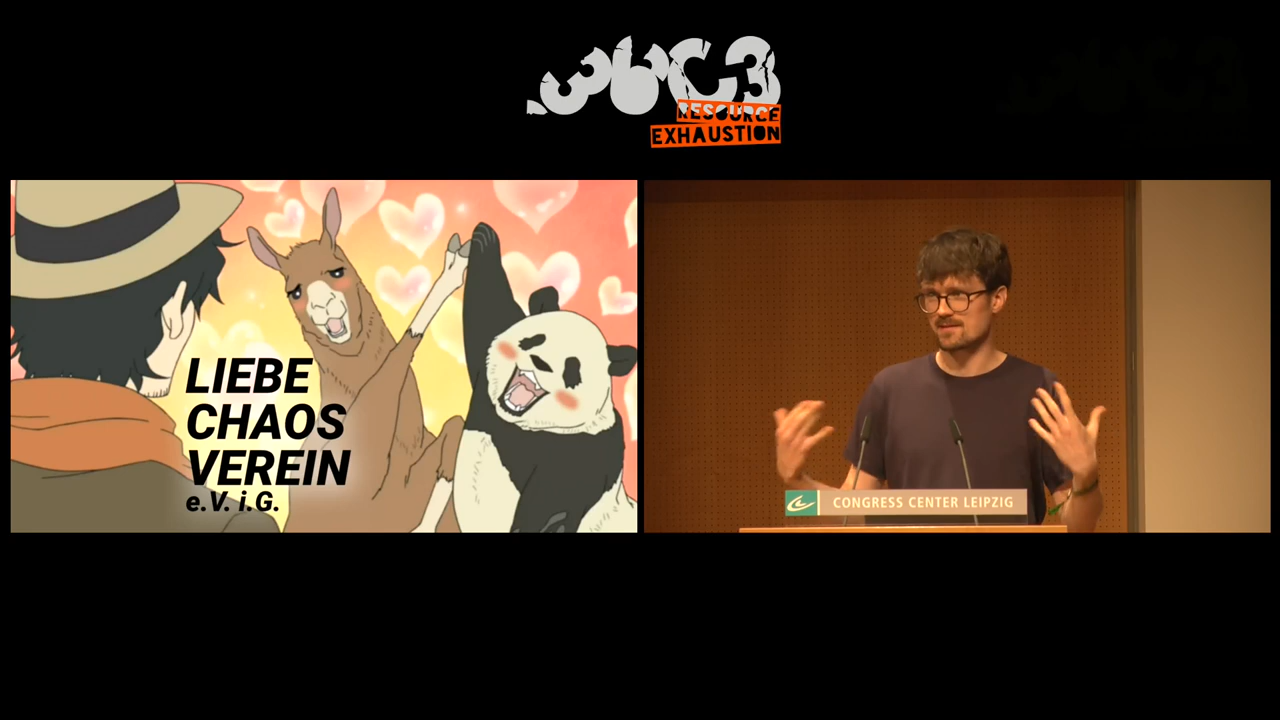 36C3
RESOURCE
EXHAUSTION
LIEBE
CHAOS
VEREIN
e.V. i.G.
CONGRESS CENTER LEIPZIG